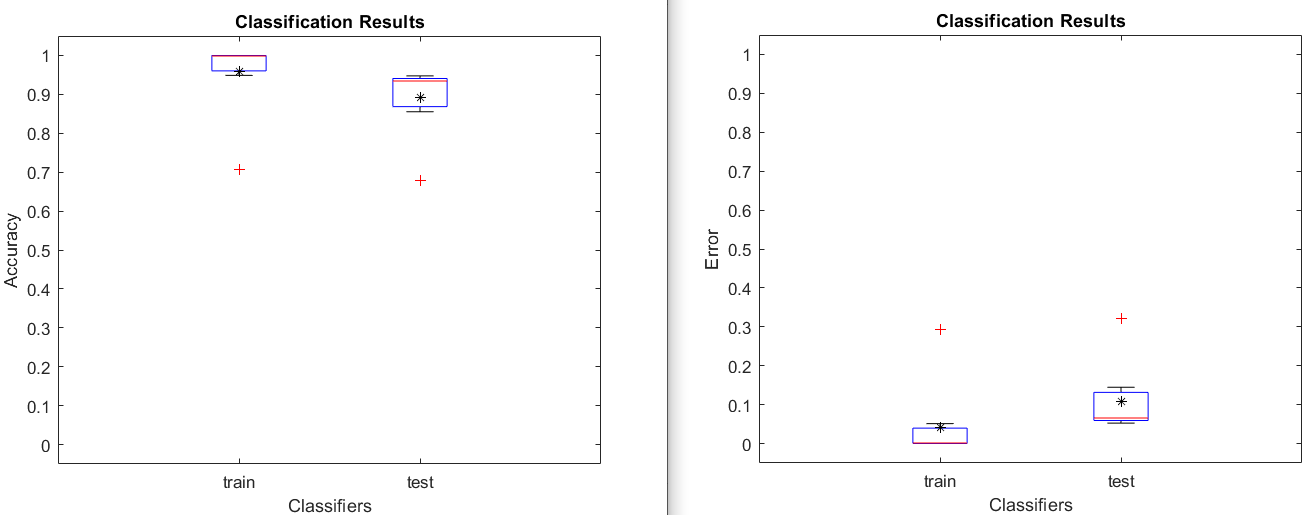 Classification Results
1
0.9
0.8
0.7
0.6
0.5
0.4
0.3
0.2
0.1
0
Accuracy
train test
Classifiers
Classification Results
1
0.9
0.8
0.7
0.6
0.5
0.4
0.3
0.2
0.1
0
Error
train test
Classifiers